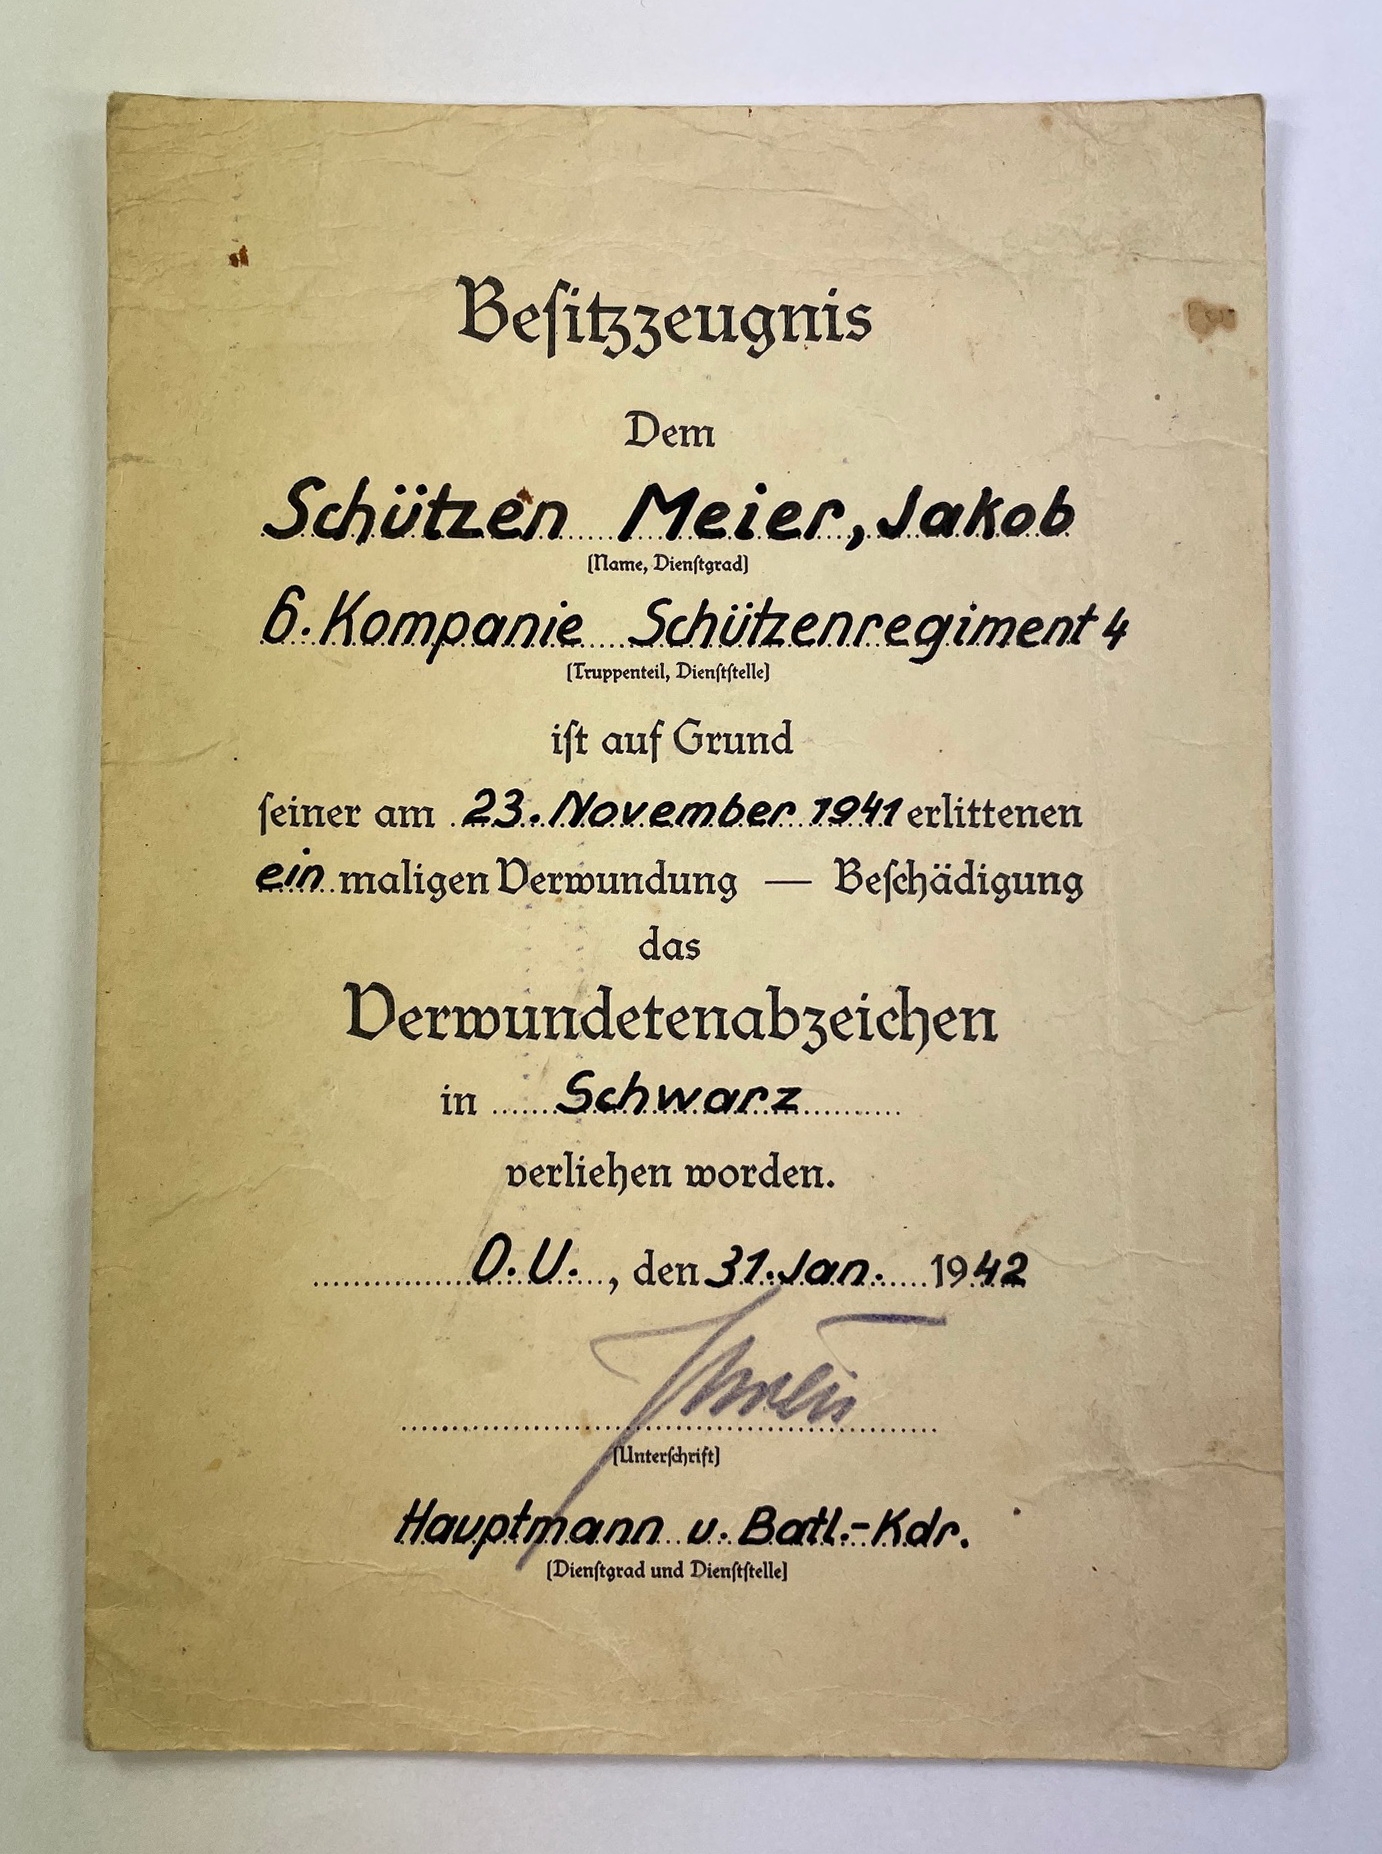 Besitzzeugnis
Dem
Schützen Meier, Jakob
(Name, Dienstgrad)
6. Kompanie Schützenregiment 4
(Truppenteil, Dienststelle)
ist auf Grund
seiner am 23. November 1941 erlittenen
ein maligen Verwundung — Beschädigung
das
Verwundetenabzeichen
in Schwarz
verliehen worden.
O.U. , den 31. Jan. 1942
(Unterschrift)
Hauptmann u. Batl.-Kdr.
(Dienstgrad und Dienststelle)